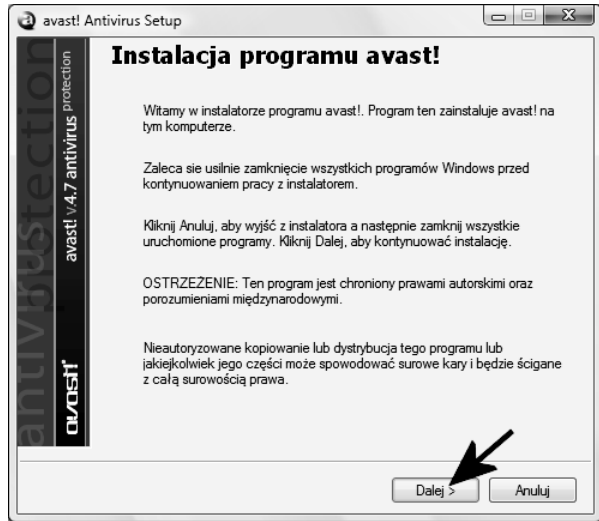 avast! Antivirus Setup
Instalacja programu avast!
Witamy w instalatorze programu avast!. Program ten zainstaluje avast! na
tym komputerze.
Zaleca sie usilnie zamknięcie wszystkich programów Windows przed
kontynuowaniem pracy z instalatorem.
Kliknij Anuluj, aby wyjść z instalatora a następnie zamknij wszystkie
uruchomione programy. Kliknij Dalej, aby kontynuować instalację.
OSTRZEŻENIE: Ten program jest chroniony prawami autorskimi oraz
porozumieniami międzynarodowymi.
Nieautoryzowane kopiowanie lub dystrybucja tego programu lub
jakiejkolwiek jego części może spowodować surowe kary i będzie ścigane
z całą surowością prawa.
antivirus protection
avast! v.4.7 antivirus protection
avast!
Dalej >
Anuluj